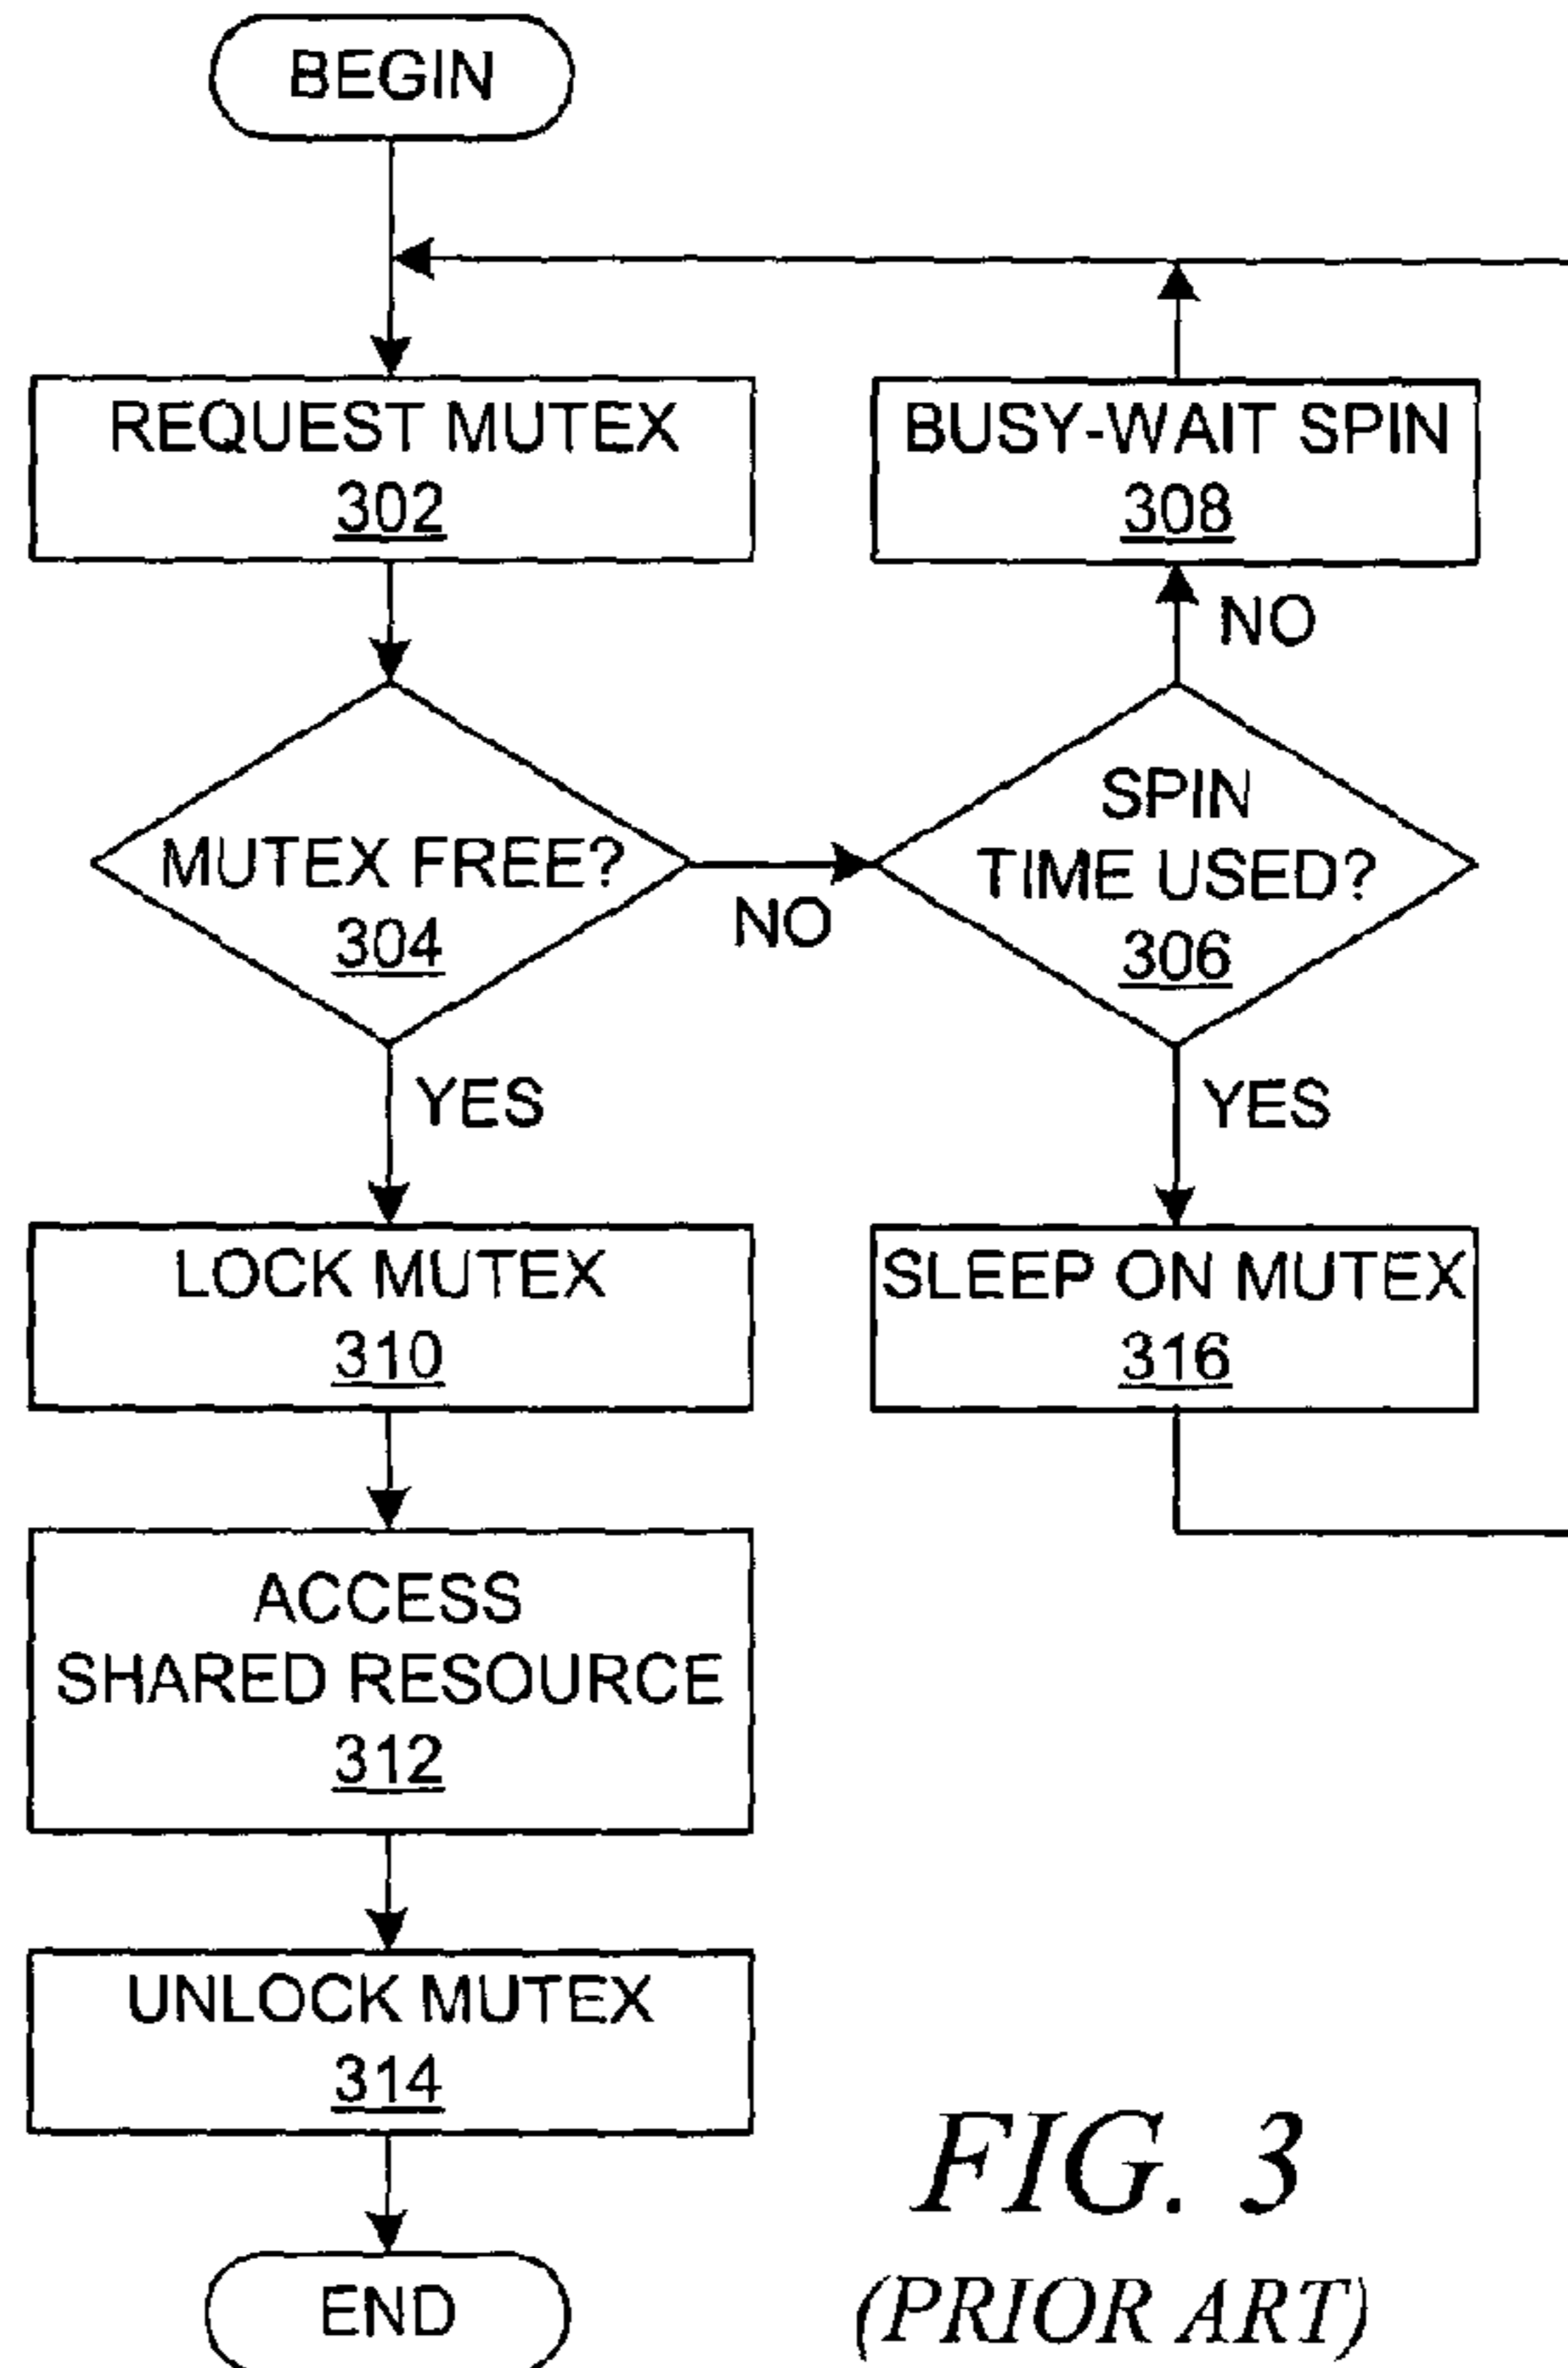 BEGIN
REQUEST MUTEX
302
BUSY-WAIT SPIN
308
NO
MUTEX FREE?
304
NO
SPIN
TIME USED?
306
YES
YES
LOCK MUTEX
310
SLEEP ON MUTEX
316
ACCESS
SHARED RESOURCE
312
UNLOCK MUTEX
314
END
FIG. 3
(PRIOR ART)